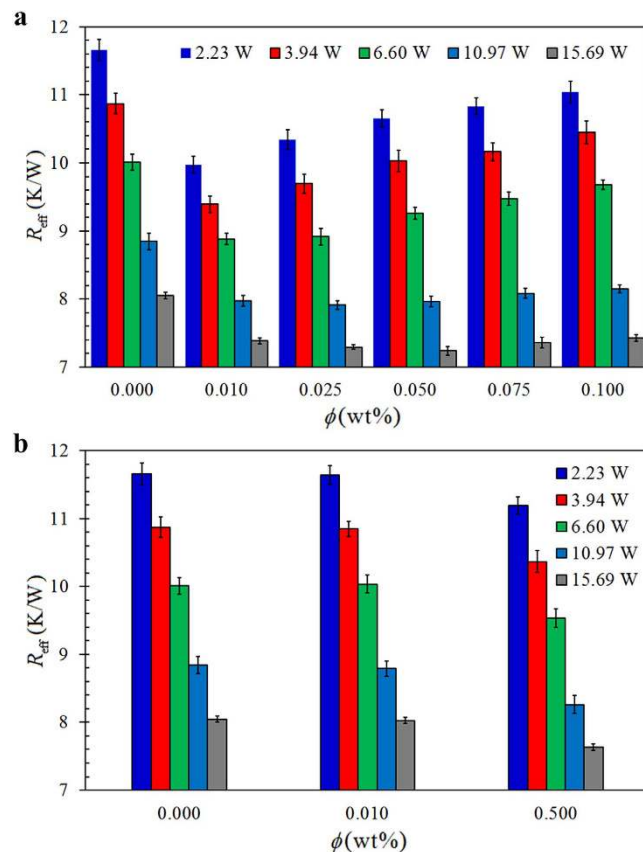 a
12
2.23 W 3.94 W 6.60 W 10.97 W 15.69 W
11
10
9
8
7
R_eff (K/W)
0.000 0.010 0.025 0.050 0.075 0.100
ϕ(wt%)
b
12
11
10
9
8
7
R_eff (K/W)
2.23 W
3.94 W
6.60 W
10.97 W
15.69 W
0.000 0.010 0.500
ϕ(wt%)